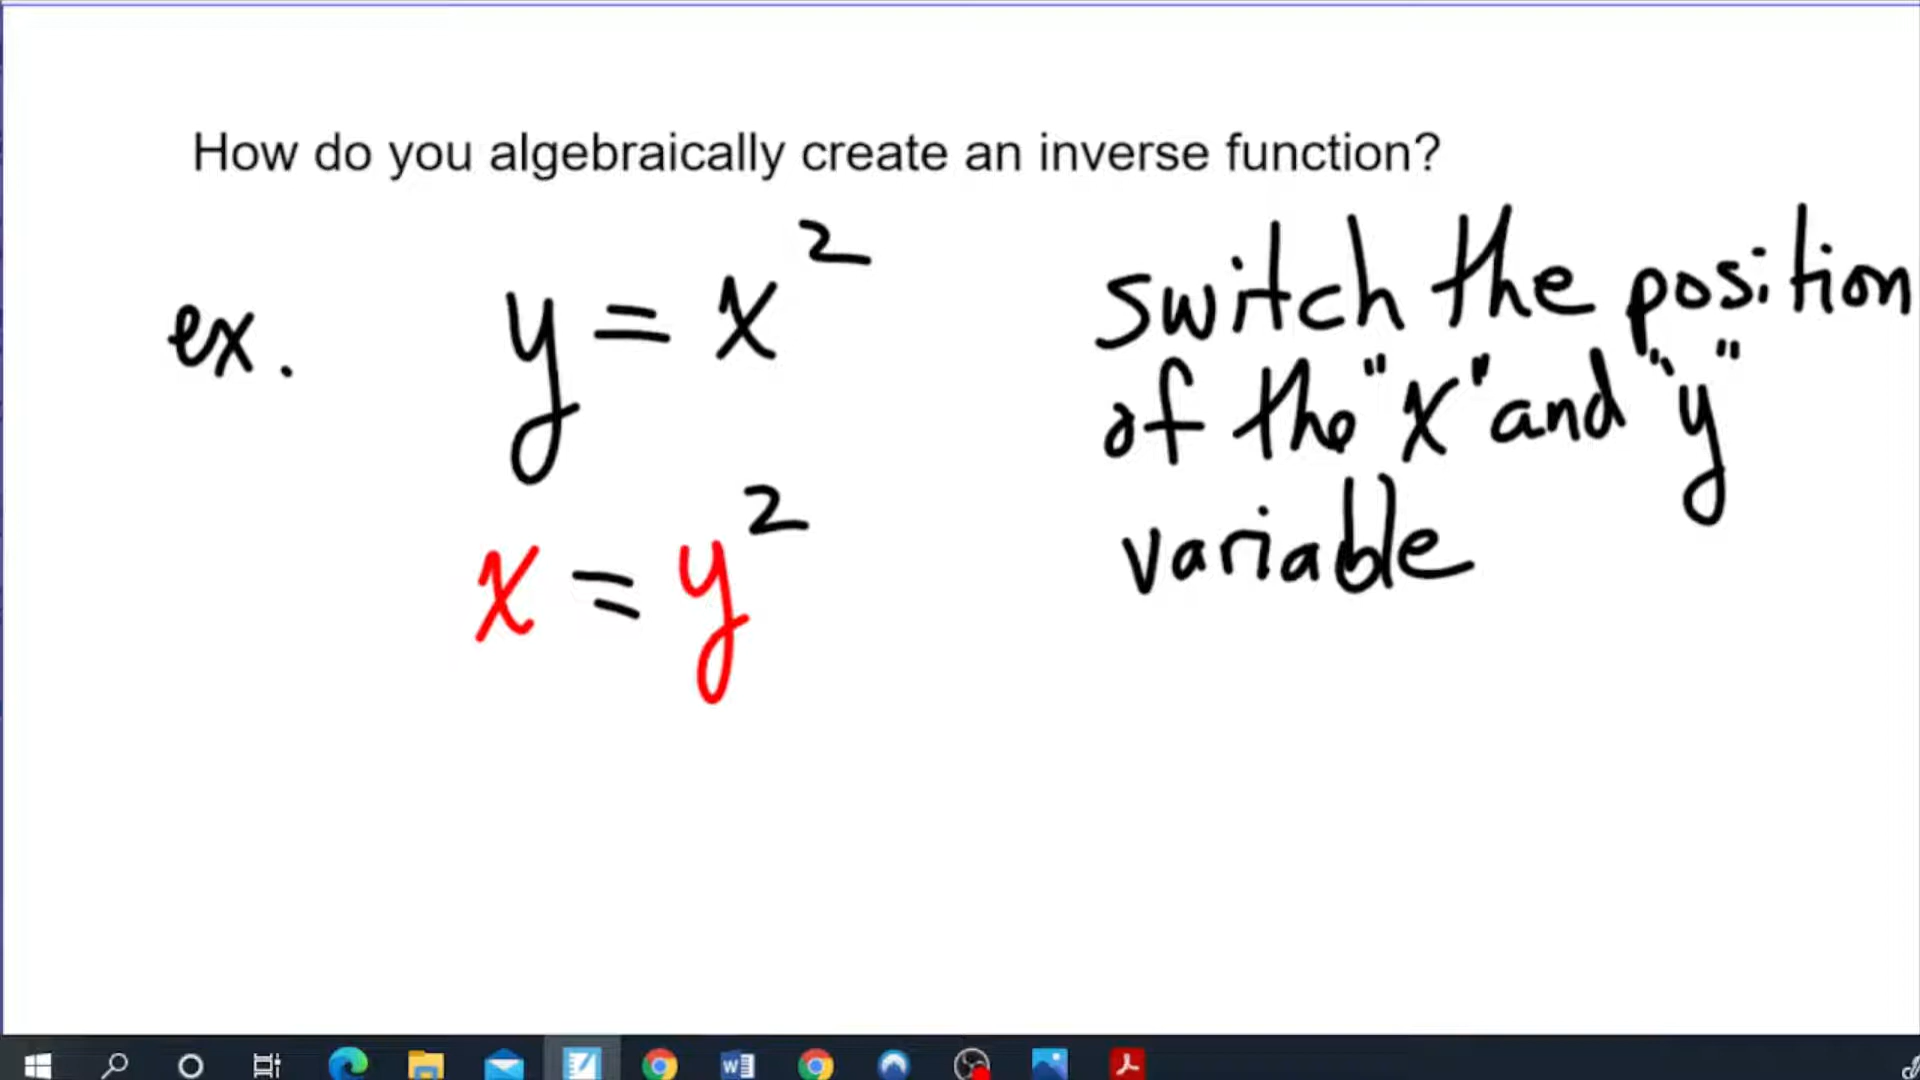 How do you algebraically create an inverse function?
ex. y = x²
switch the position
of the "x" and "y"
variable
x = y²